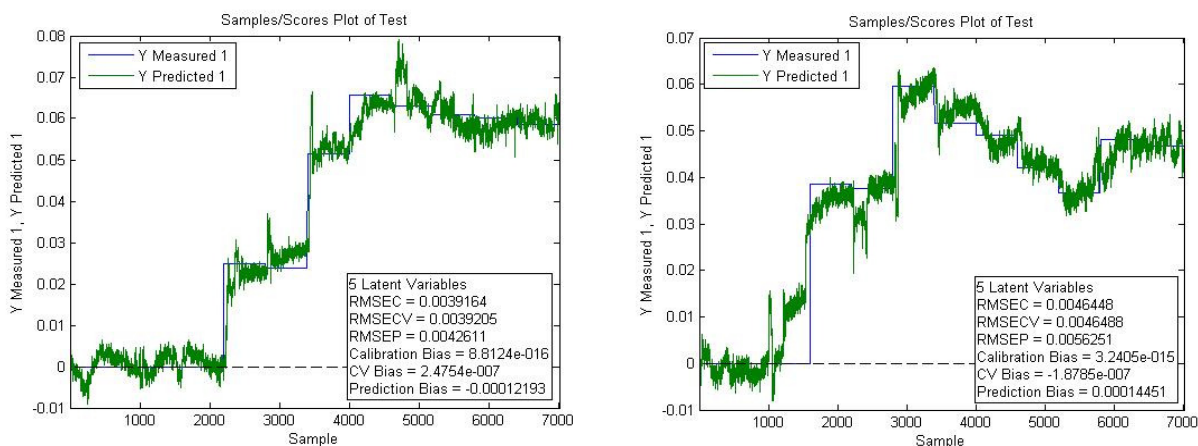 Samples/Scores Plot of Test
0.08
0.07
0.06
0.05
0.04
0.03
0.02
0.01
0
-0.01
Y Measured 1, Y Predicted 1
Y Measured 1
Y Predicted 1
5 Latent Variables
RMSEC = 0.0039164
RMSECV = 0.0039205
RMSEP = 0.0042611
Calibration Bias = 8.8124e-016
CV Bias = 2.4754e-007
Prediction Bias = -0.00012193
1000 2000 3000 4000 5000 6000 7000
Sample
Samples/Scores Plot of Test
0.07
0.06
0.05
0.04
0.03
0.02
0.01
0
-0.01
Y Measured 1, Y Predicted 1
Y Measured 1
Y Predicted 1
5 Latent Variables
RMSEC = 0.0046448
RMSECV = 0.0046488
RMSEP = 0.0056251
Calibration Bias = 3.2405e-015
CV Bias = -1.8785e-007
Prediction Bias = 0.00014451
1000 2000 3000 4000 5000 6000 7000
Sample